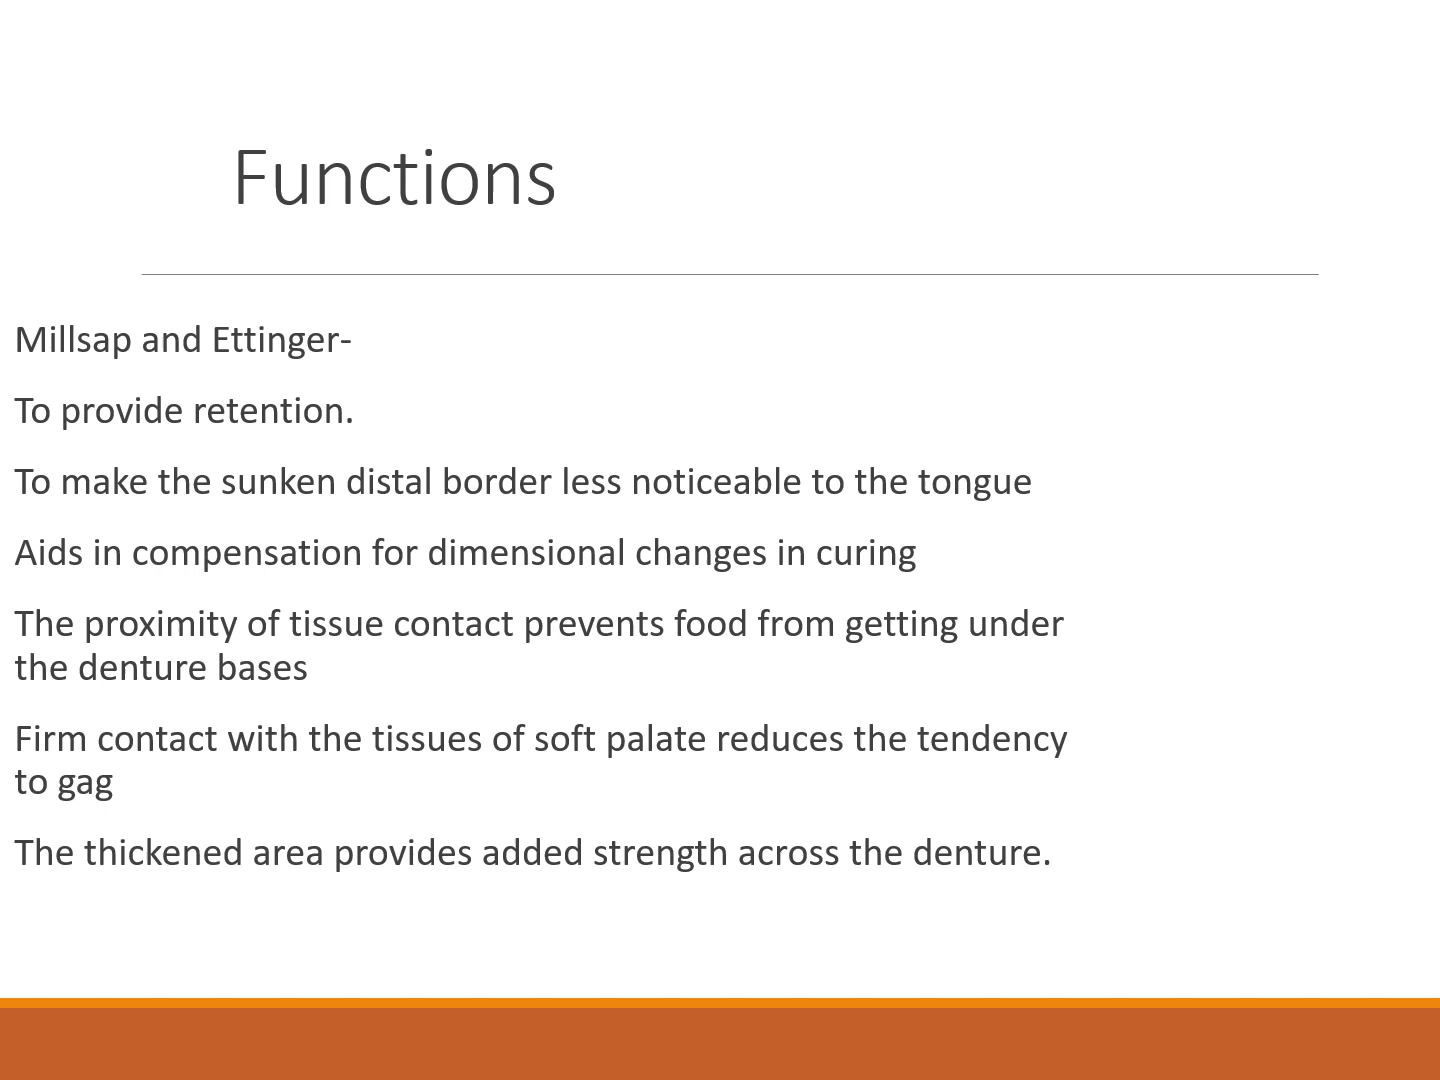 Functions
Millsap and Ettinger-
To provide retention.
To make the sunken distal border less noticeable to the tongue
Aids in compensation for dimensional changes in curing
The proximity of tissue contact prevents food from getting under
the denture bases
Firm contact with the tissues of soft palate reduces the tendency
to gag
The thickened area provides added strength across the denture.